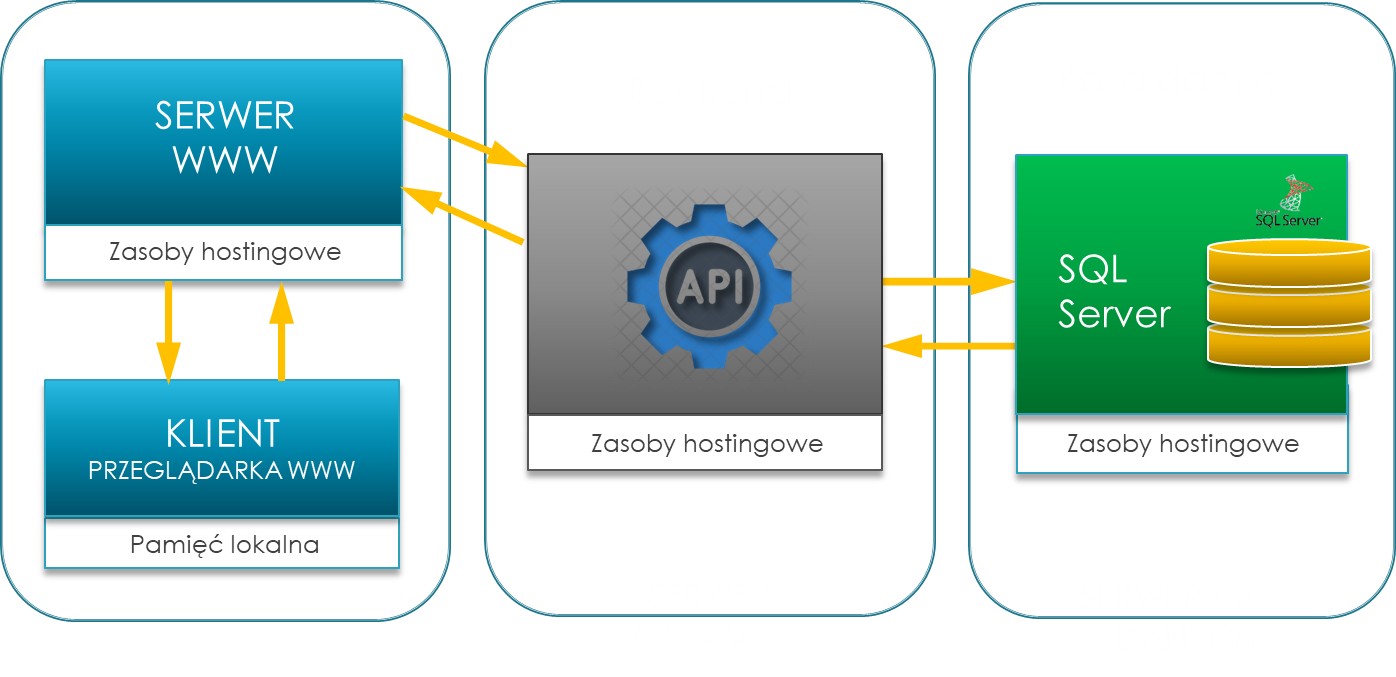 SERWER
WWW
Zasoby hostingowe
KLIENT
PRZEGLĄDARKA WWW
Pamięć lokalna
API
Zasoby hostingowe
SQL Server
SQL
Server
Zasoby hostingowe